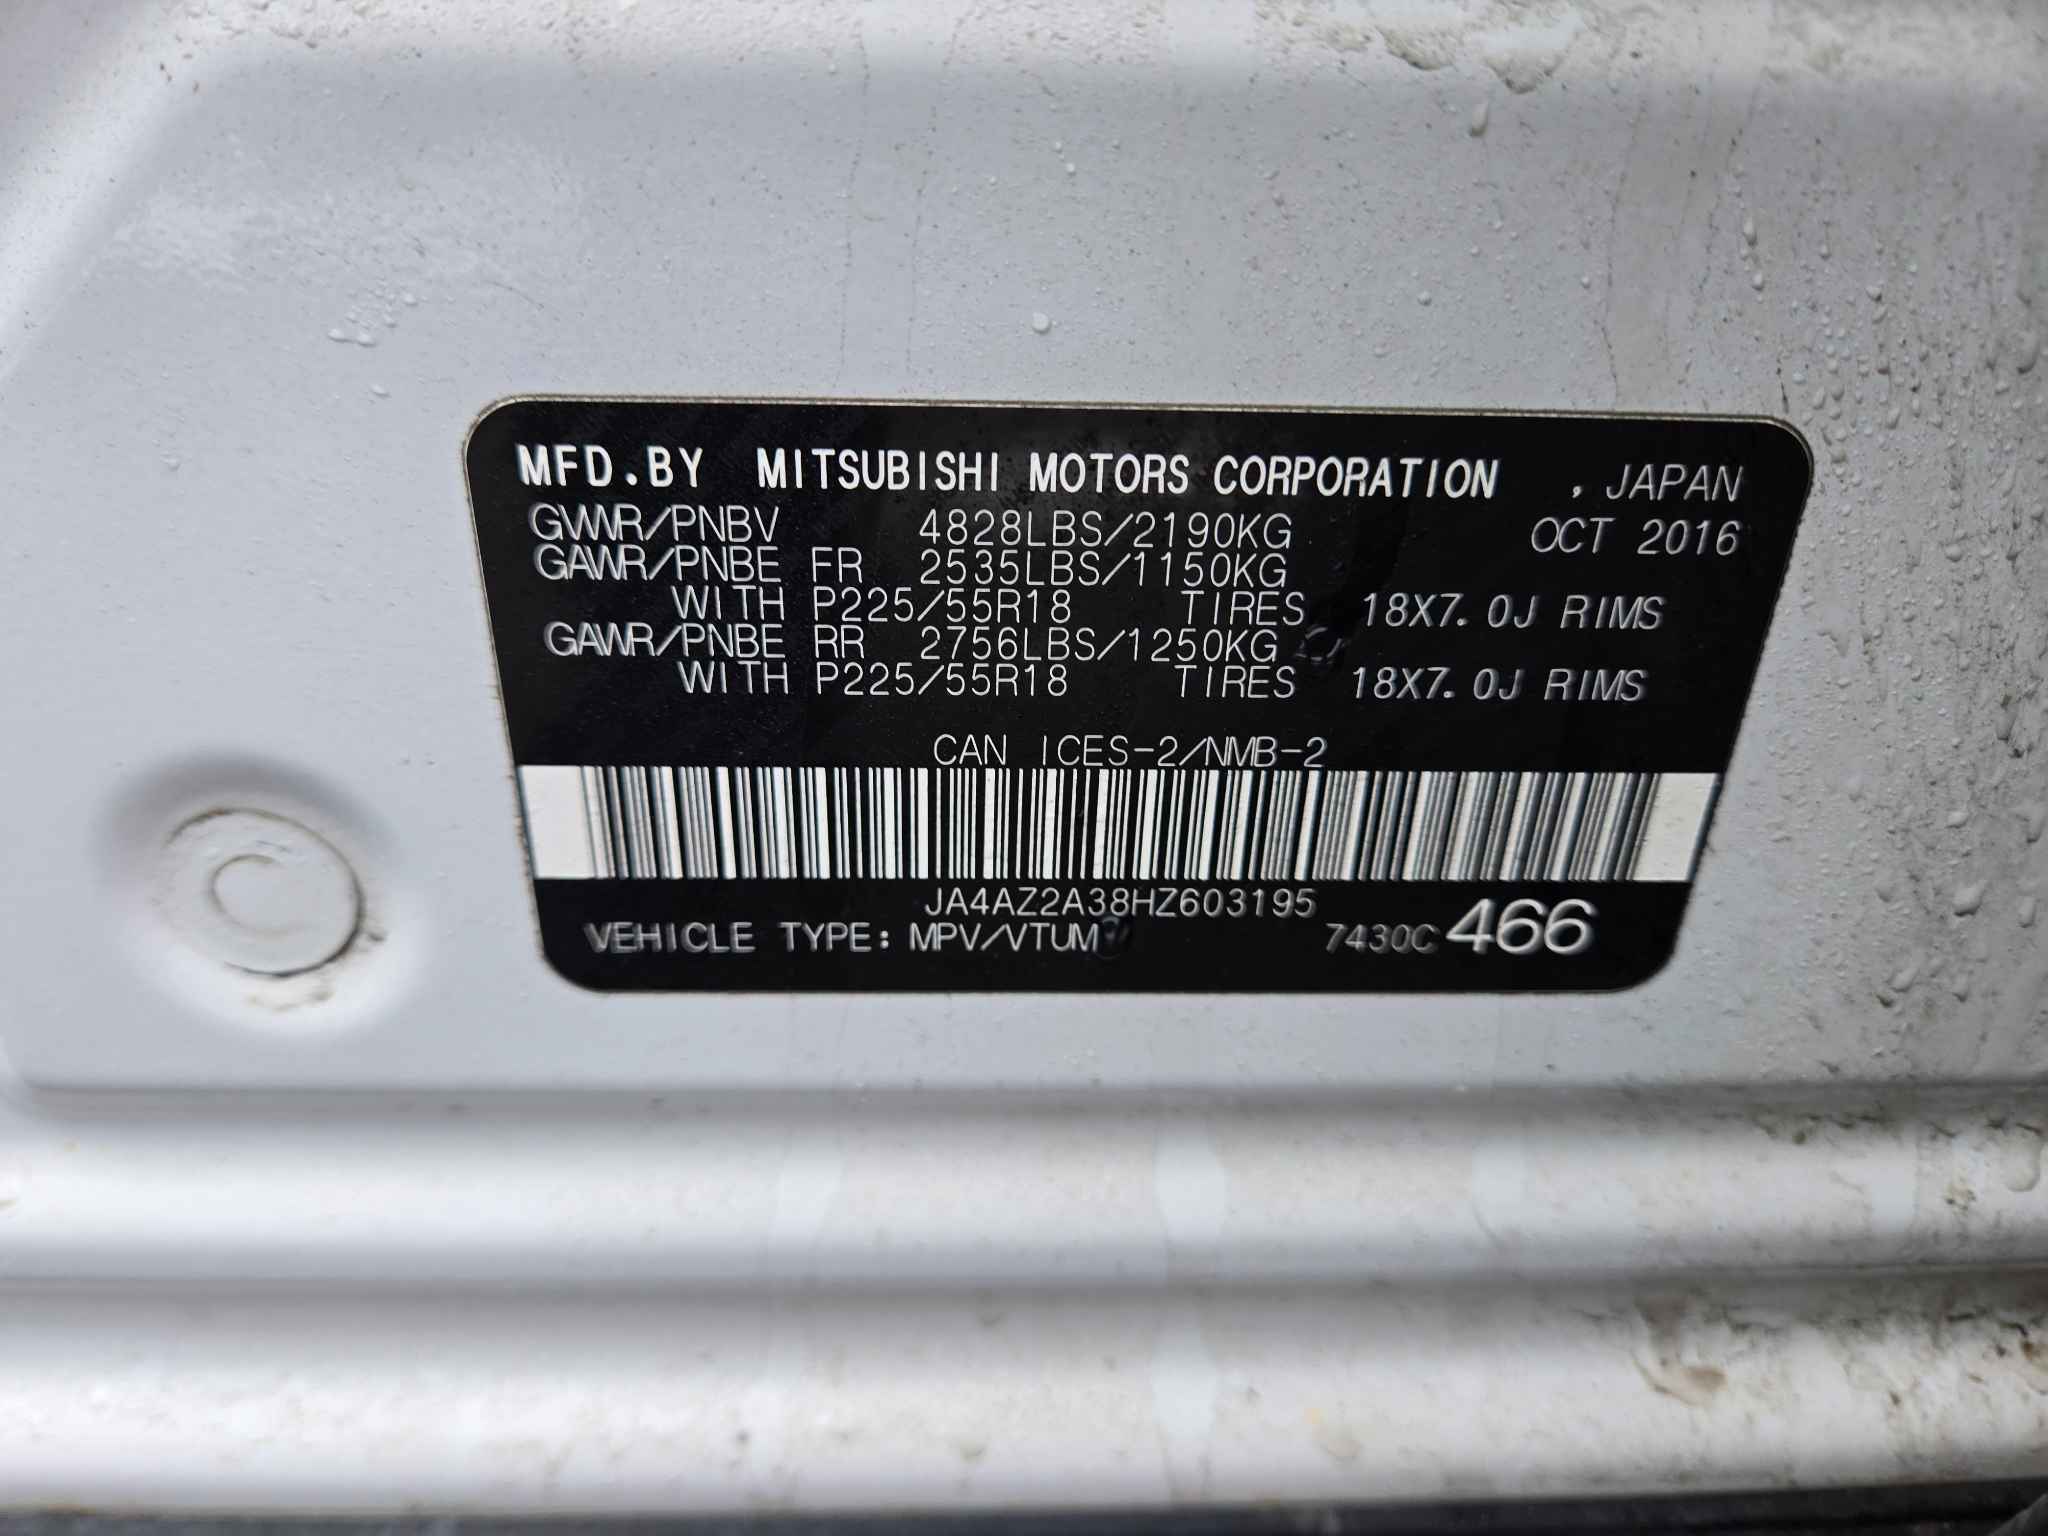 MFD.BY MITSUBISHI MOTORS CORPORATION , JAPAN
GVWR/PNBV 4828LBS/2190KG OCT 2016
GAWR/PNBE FR 2535LBS/1150KG
WITH P225/55R18 TIRES 18X7.0J RIMS
GAWR/PNBE RR 2756LBS/1250KG
WITH P225/55R18 TIRES 18X7.0J RIMS
CAN ICES-2/NMB-2
JA4AZ2A38HZ603195
VEHICLE TYPE: MPV/VTUM 7430C 466